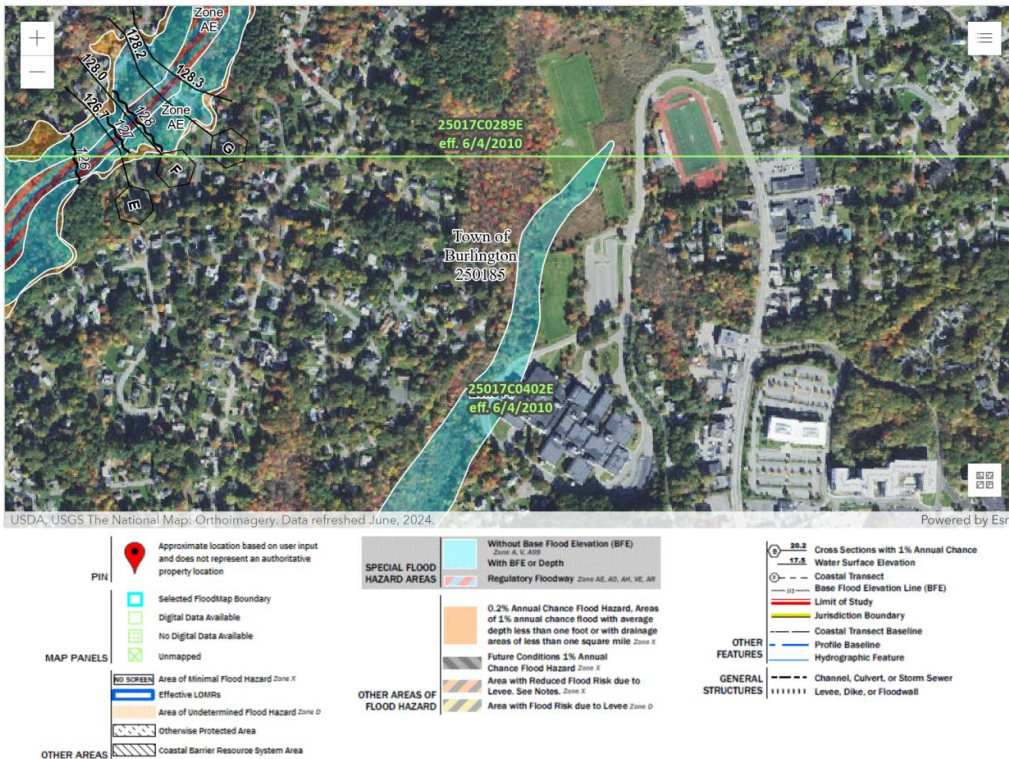 Zone
AE
128.2
128.3
128.0
126.7
128
127
126
Zone
AE
G
F
E
25017C0289E
eff. 6/4/2010
Town of
Burlington
250185
25017C0402E
eff. 6/4/2010
USDA, USGS The National Map: Orthoimagery. Data refreshed June, 2024.
Powered by Esr
PIN
Approximate location based on user input
and does not represent an authoritative
property location
MAP PANELS
Selected FloodMap Boundary
Digital Data Available
No Digital Data Available
Unmapped
OTHER AREAS
NO SCREEN Area of Minimal Flood Hazard Zone X
Effective LOMRs
Area of Undetermined Flood Hazard Zone D
Otherwise Protected Area
Coastal Barrier Resource System Area
SPECIAL FLOOD
HAZARD AREAS
Without Base Flood Elevation (BFE)
Zone A, V, A99
With BFE or Depth
Regulatory Floodway Zone AE, AO, AH, VE, AR
OTHER AREAS OF
FLOOD HAZARD
0.2% Annual Chance Flood Hazard, Areas
of 1% annual chance flood with average
depth less than one foot or with drainage
areas of less than one square mile Zone X
Future Conditions 1% Annual
Chance Flood Hazard Zone X
Area with Reduced Flood Risk due to
Levee. See Notes. Zone X
Area with Flood Risk due to Levee Zone D
OTHER
FEATURES
B 20.2 Cross Sections with 1% Annual Chance
17.5 Water Surface Elevation
Coastal Transect
Base Flood Elevation Line (BFE)
Limit of Study
Jurisdiction Boundary
Coastal Transect Baseline
Profile Baseline
Hydrographic Feature
GENERAL
STRUCTURES
Channel, Culvert, or Storm Sewer
Levee, Dike, or Floodwall